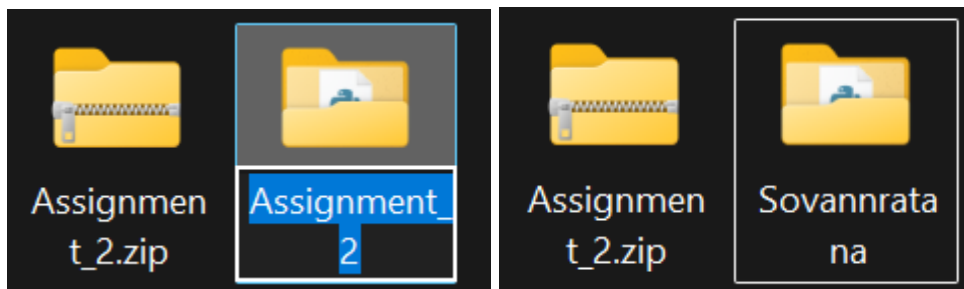 Assignmen
t_2.zip
Assignment_
2
Assignmen
t_2.zip
Sovannrata
na